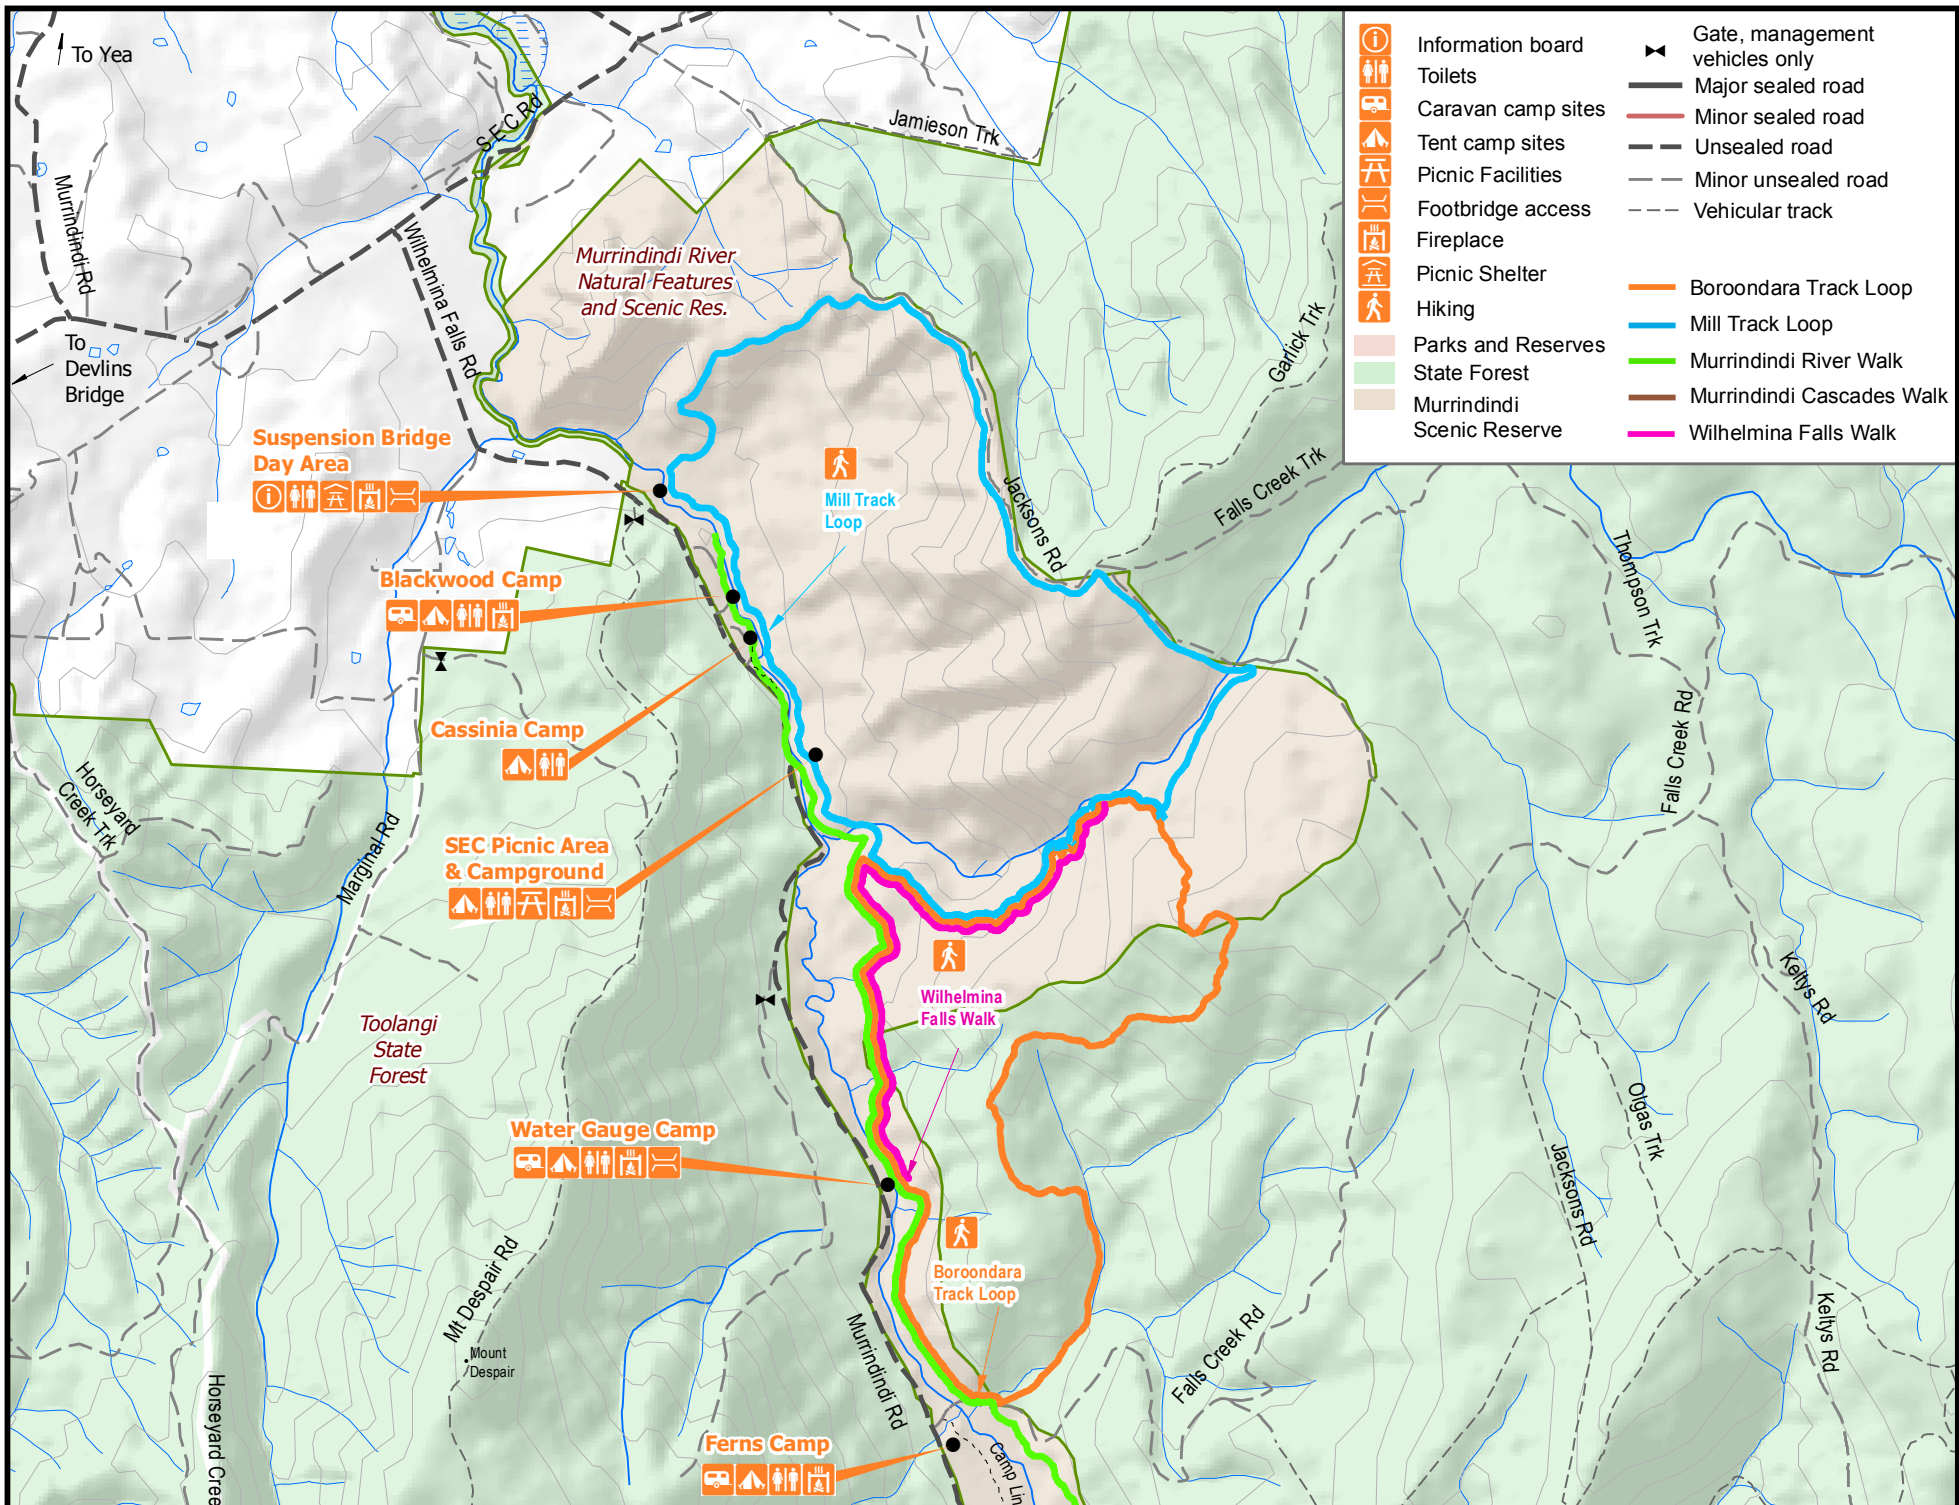 To Yea
S E C Rd
Jamieson Trk
Murrindindi Rd
Wilhelmina Falls Rd
Murrindindi River
Natural Features
and Scenic Res.
To
Devlins
Bridge
Information board
Toilets
Caravan camp sites
Tent camp sites
Picnic Facilities
Footbridge access
Fireplace
Picnic Shelter
Hiking
Parks and Reserves
State Forest
Murrindindi
Scenic Reserve
Gate, management
vehicles only
Major sealed road
Minor sealed road
Unsealed road
Minor unsealed road
Vehicular track
Boroondara Track Loop
Mill Track Loop
Murrindindi River Walk
Murrindindi Cascades Walk
Wilhelmina Falls Walk
Garlick Trk
Falls Creek Trk
Suspension Bridge
Day Area
Mill Track
Loop
Jacksons Rd
Thompson Trk
Blackwood Camp
Cassinia Camp
Falls Creek Rd
Horseyard
Creek Trk
Marginal Rd
SEC Picnic Area
& Campground
Wilhelmina
Falls Walk
Keltys Rd
Toolangi
State
Forest
Water Gauge Camp
Olgas Trk
Jacksons Rd
Boroondara
Track Loop
Mt Despair Rd
Mount
Despair
Murrindindi Rd
Falls Creek Rd
Keltys Rd
Horseyard Cree
Ferns Camp
Camp Lin